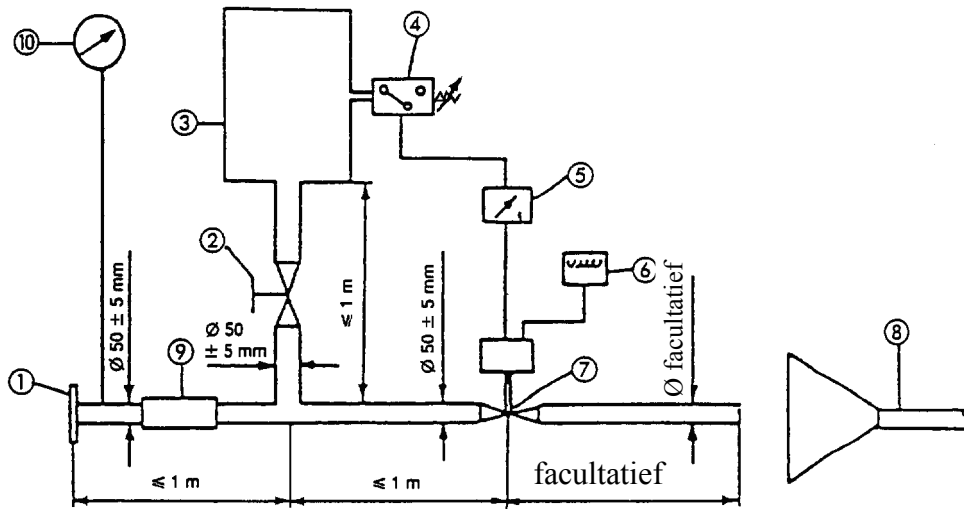 ⑩
④
③
⑤
②
⑥
≤ 1 m
Ø 50 ± 5 mm
Ø 50
± 5 mm
Ø 50 ± 5 mm
Ø facultatief
⑨
⑦
⑧
①
≤ 1 m
≤ 1 m
facultatief